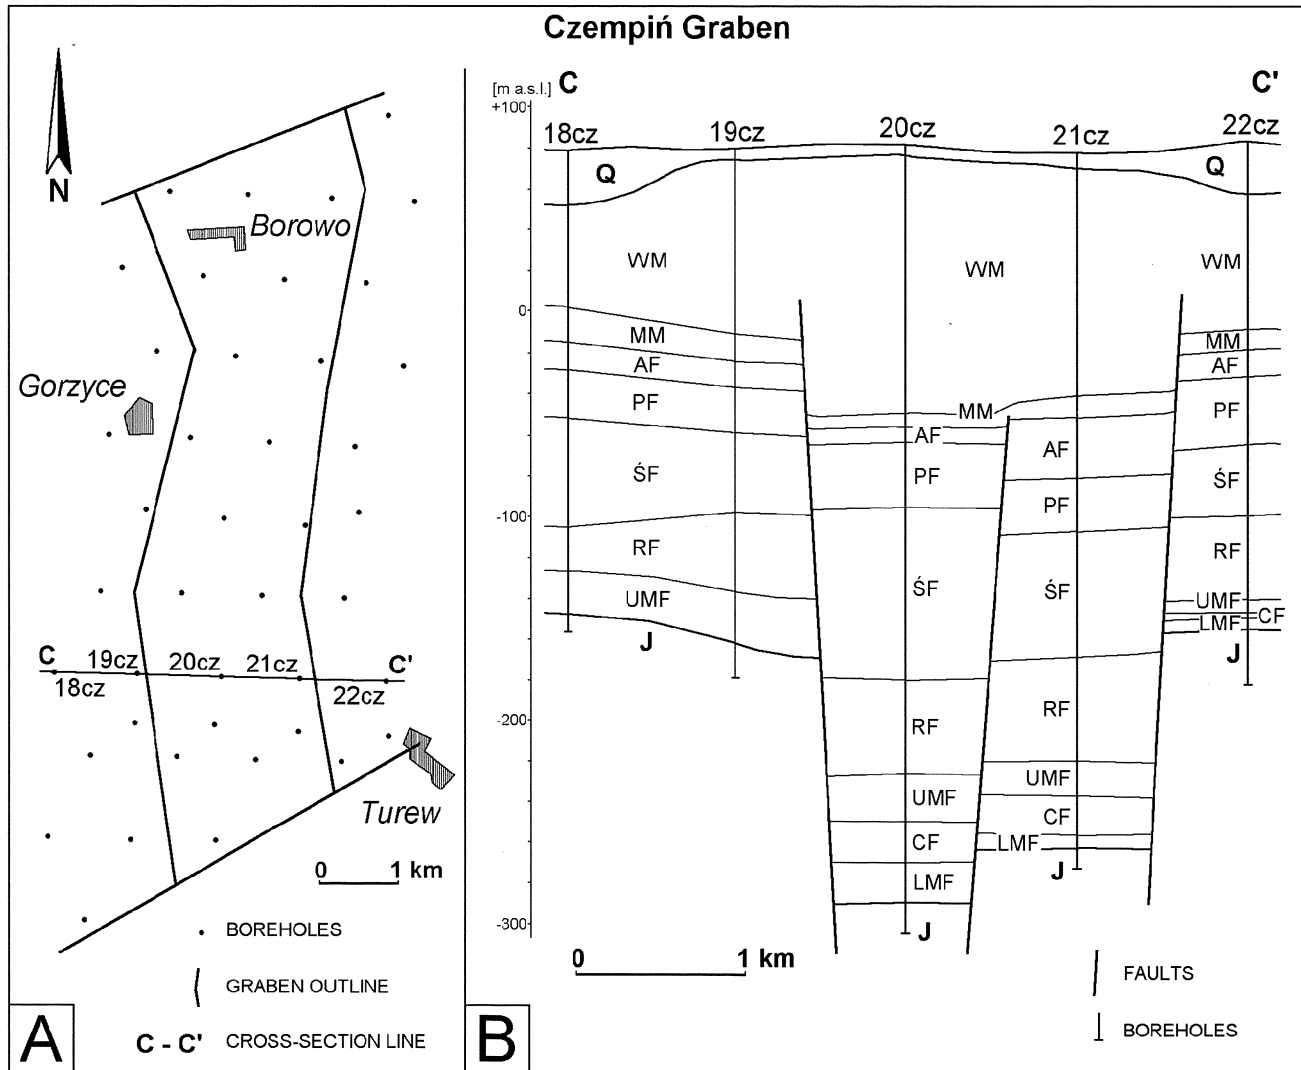 Czempiń Graben
N
Borowo
Gorzyce
C
19cz
20cz
21cz
C'
18cz
22cz
Turew
0 1 km
BOREHOLES
GRABEN OUTLINE
C - C' CROSS-SECTION LINE
A
[m a.s.l.]
C
C'
+100
18cz
19cz
20cz
21cz
22cz
Q
Q
WM
WM
WM
0
MM
MM
AF
AF
PF
MM
PF
AF
AF
ŚF
PF
ŚF
PF
-100
RF
RF
ŚF
ŚF
UMF
UMF
CF
LMF
J
J
-200
RF
RF
UMF
UMF
CF
CF
LMF
J
LMF
-300
J
0 1 km
FAULTS
BOREHOLES
B